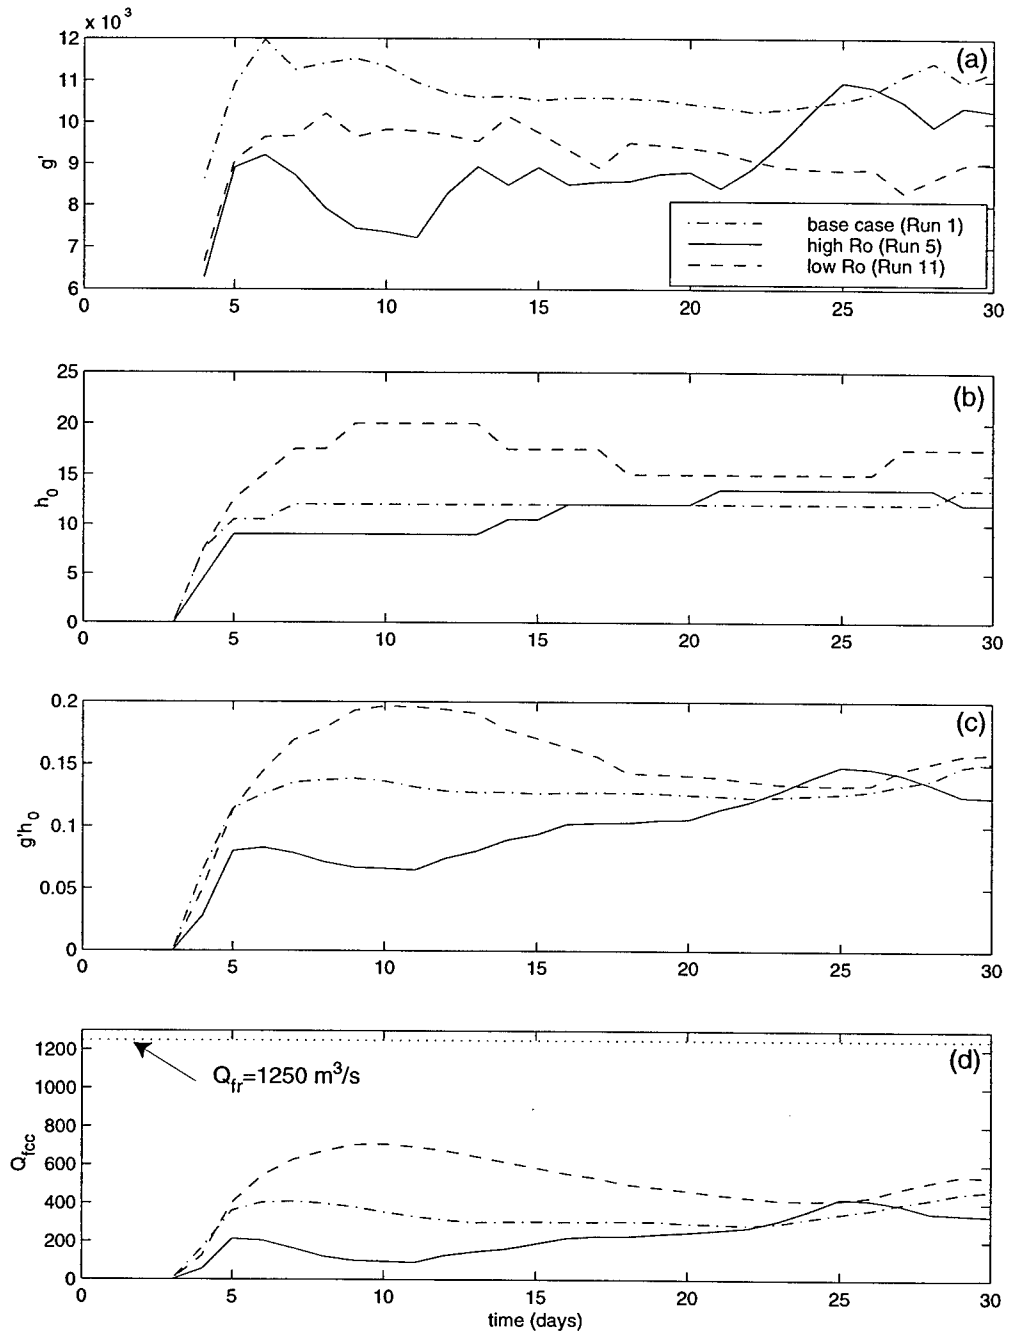 x 10³
12
11
10
9
8
7
6
g'
(a)
base case (Run 1)
high Ro (Run 5)
low Ro (Run 11)
0 5 10 15 20 25 30
25
20
15
10
5
0
h₀
(b)
0 5 10 15 20 25 30
0.2
0.15
0.1
0.05
0
g'h₀
(c)
0 5 10 15 20 25 30
1200
1000
800
600
400
200
0
Q_fcc
(d)
Q_fr=1250 m³/s
0 5 10 15 20 25 30
time (days)